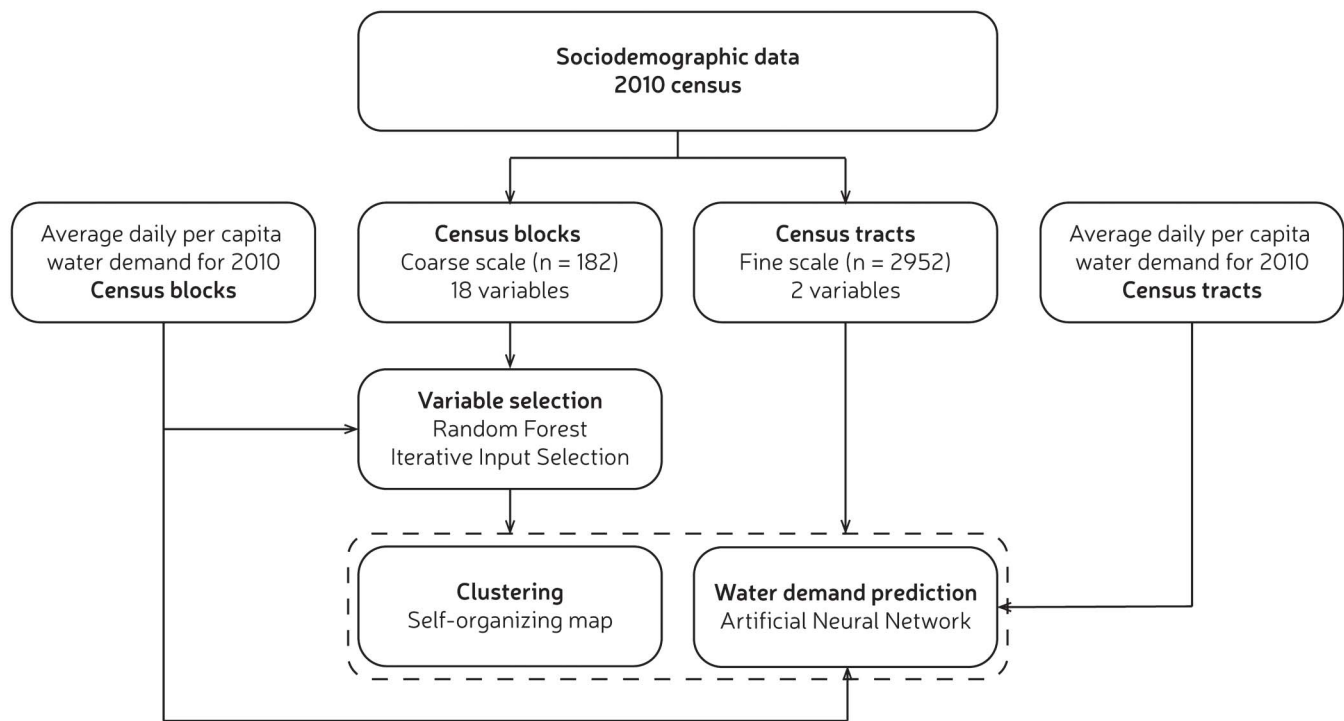 Sociodemographic data
2010 census
Average daily per capita
water demand for 2010
Census blocks
Census blocks
Coarse scale (n = 182)
18 variables
Census tracts
Fine scale (n = 2952)
2 variables
Average daily per capita
water demand for 2010
Census tracts
Variable selection
Random Forest
Iterative Input Selection
Clustering
Self-organizing map
Water demand prediction
Artificial Neural Network